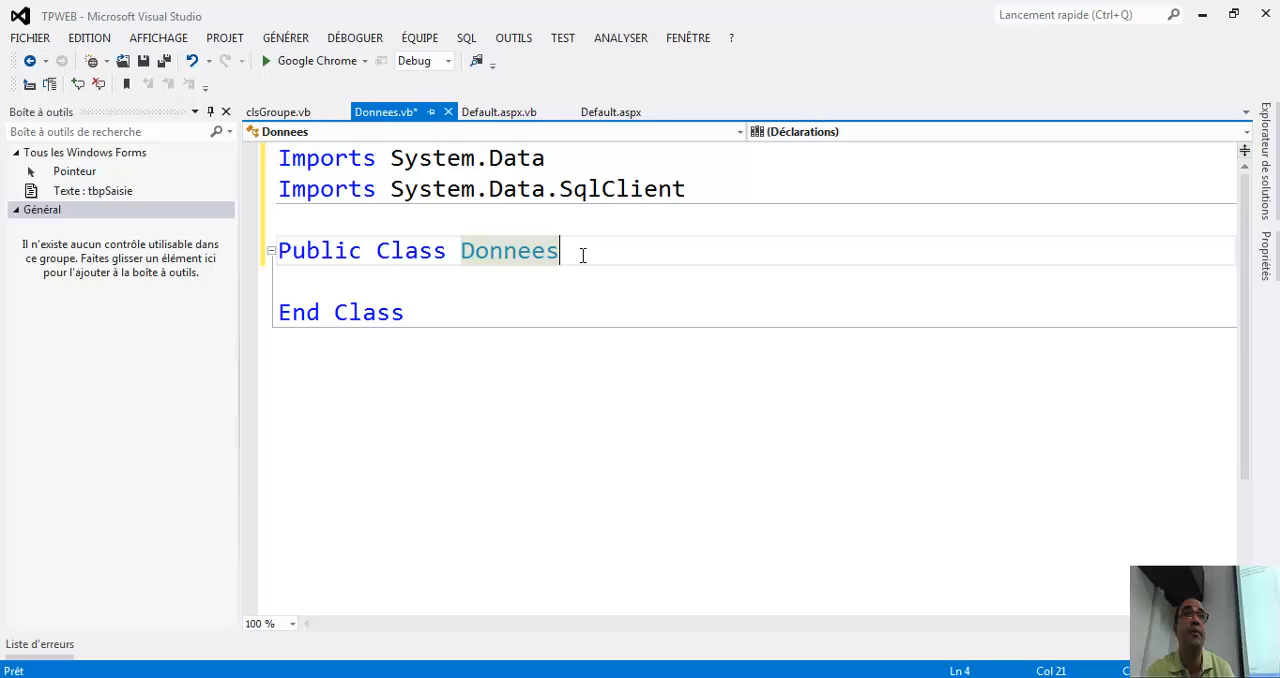 TPWEB - Microsoft Visual Studio
Lancement rapide (Ctrl+Q)
FICHIER EDITION AFFICHAGE PROJET GÉNÉRER DÉBOGUER ÉQUIPE SQL OUTILS TEST ANALYSER FENÊTRE ?
Google Chrome Debug
Boîte à outils
clsGroupe.vb Donnees.vb* Default.aspx.vb Default.aspx
Boîte à outils de recherche
Donnees (Déclarations)
Tous les Windows Forms
Pointeur
Texte : tbpSaisie
Général
Il n'existe aucun contrôle utilisable dans
ce groupe. Faites glisser un élément ici
pour l'ajouter à la boîte à outils.
Imports System.Data
Imports System.Data.SqlClient
Public Class Donnees
End Class
Explorateur de solutions
Propriétés
100 %
Liste d'erreurs
Prêt
Ln 4
Col 21